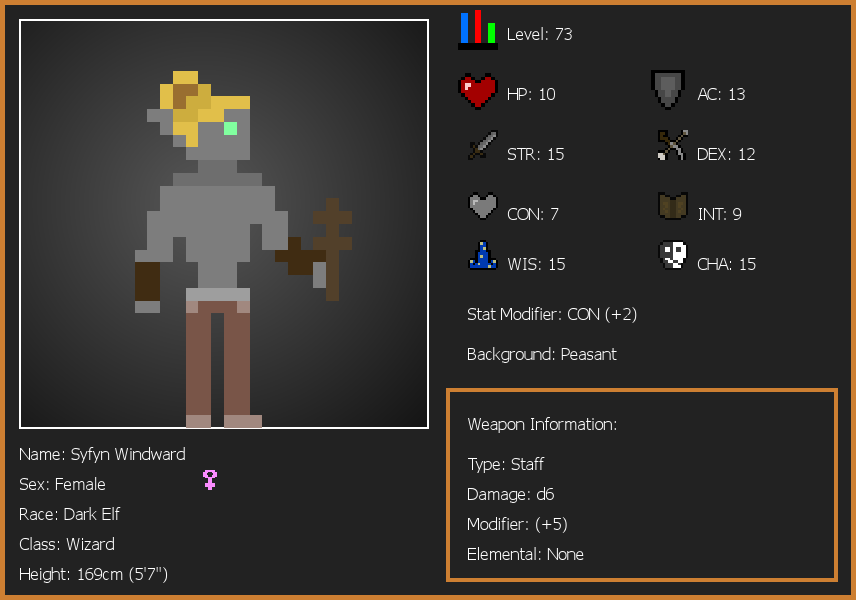 Level: 73
HP: 10
AC: 13
STR: 15
DEX: 12
CON: 7
INT: 9
WIS: 15
CHA: 15
Stat Modifier: CON (+2)
Background: Peasant
Weapon Information:
Type: Staff
Damage: d6
Modifier: (+5)
Elemental: None
Name: Syfyn Windward
Sex: Female
Race: Dark Elf
Class: Wizard
Height: 169cm (5'7")